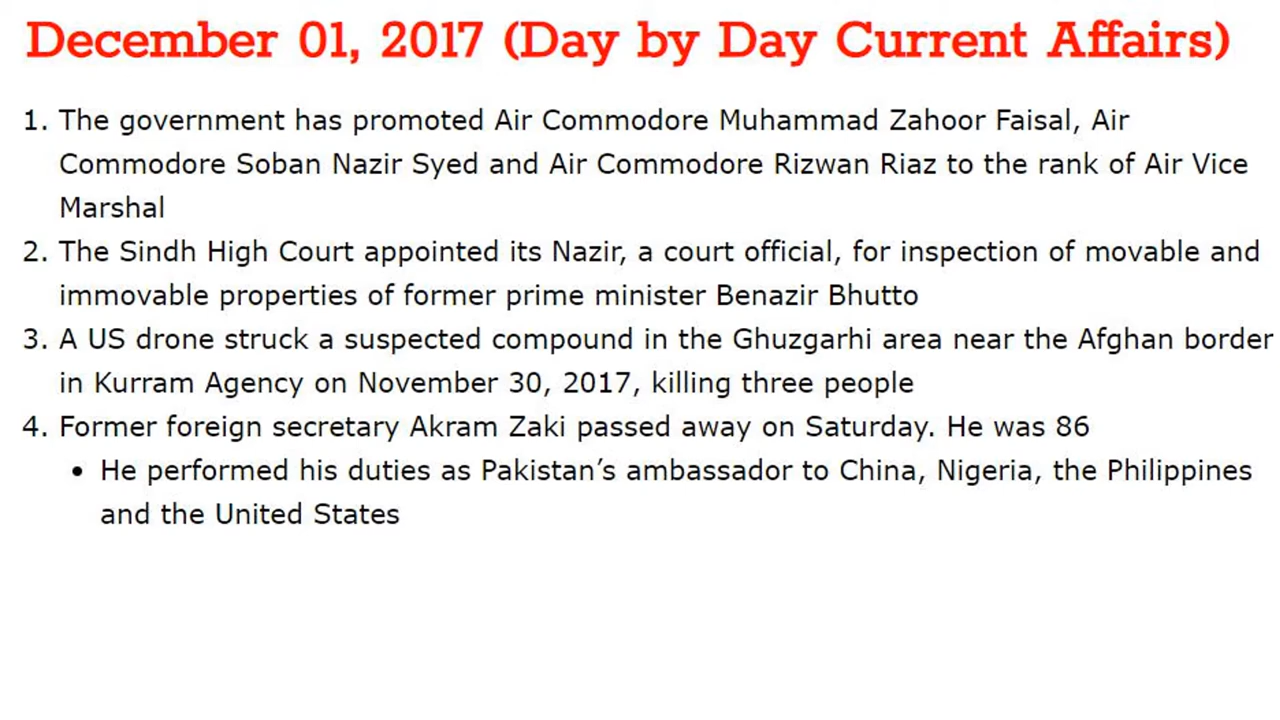 December 01, 2017 (Day by Day Current Affairs)
1. The government has promoted Air Commodore Muhammad Zahoor Faisal, Air
Commodore Soban Nazir Syed and Air Commodore Rizwan Riaz to the rank of Air Vice
Marshal
2. The Sindh High Court appointed its Nazir, a court official, for inspection of movable and
immovable properties of former prime minister Benazir Bhutto
3. A US drone struck a suspected compound in the Ghuzgarhi area near the Afghan border
in Kurram Agency on November 30, 2017, killing three people
4. Former foreign secretary Akram Zaki passed away on Saturday. He was 86
• He performed his duties as Pakistan’s ambassador to China, Nigeria, the Philippines
and the United States